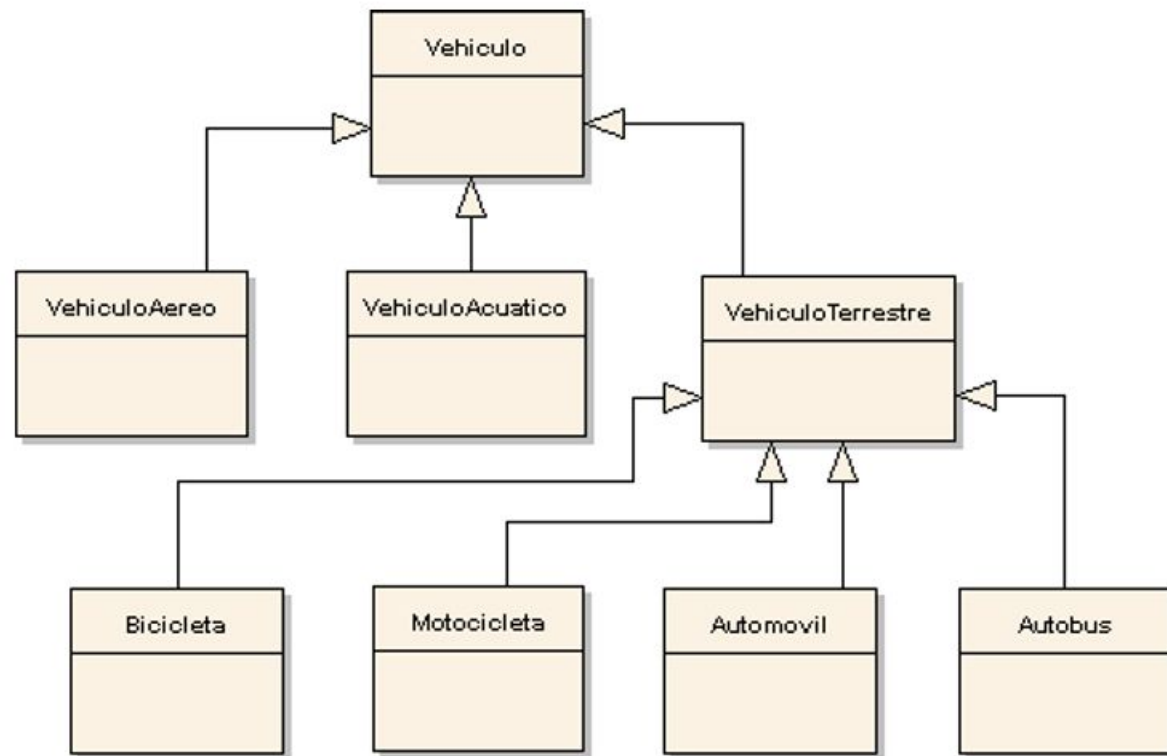 Vehiculo
VehiculoAereo
VehiculoAcuatico
VehiculoTerrestre
Bicicleta
Motocicleta
Automovil
Autobus